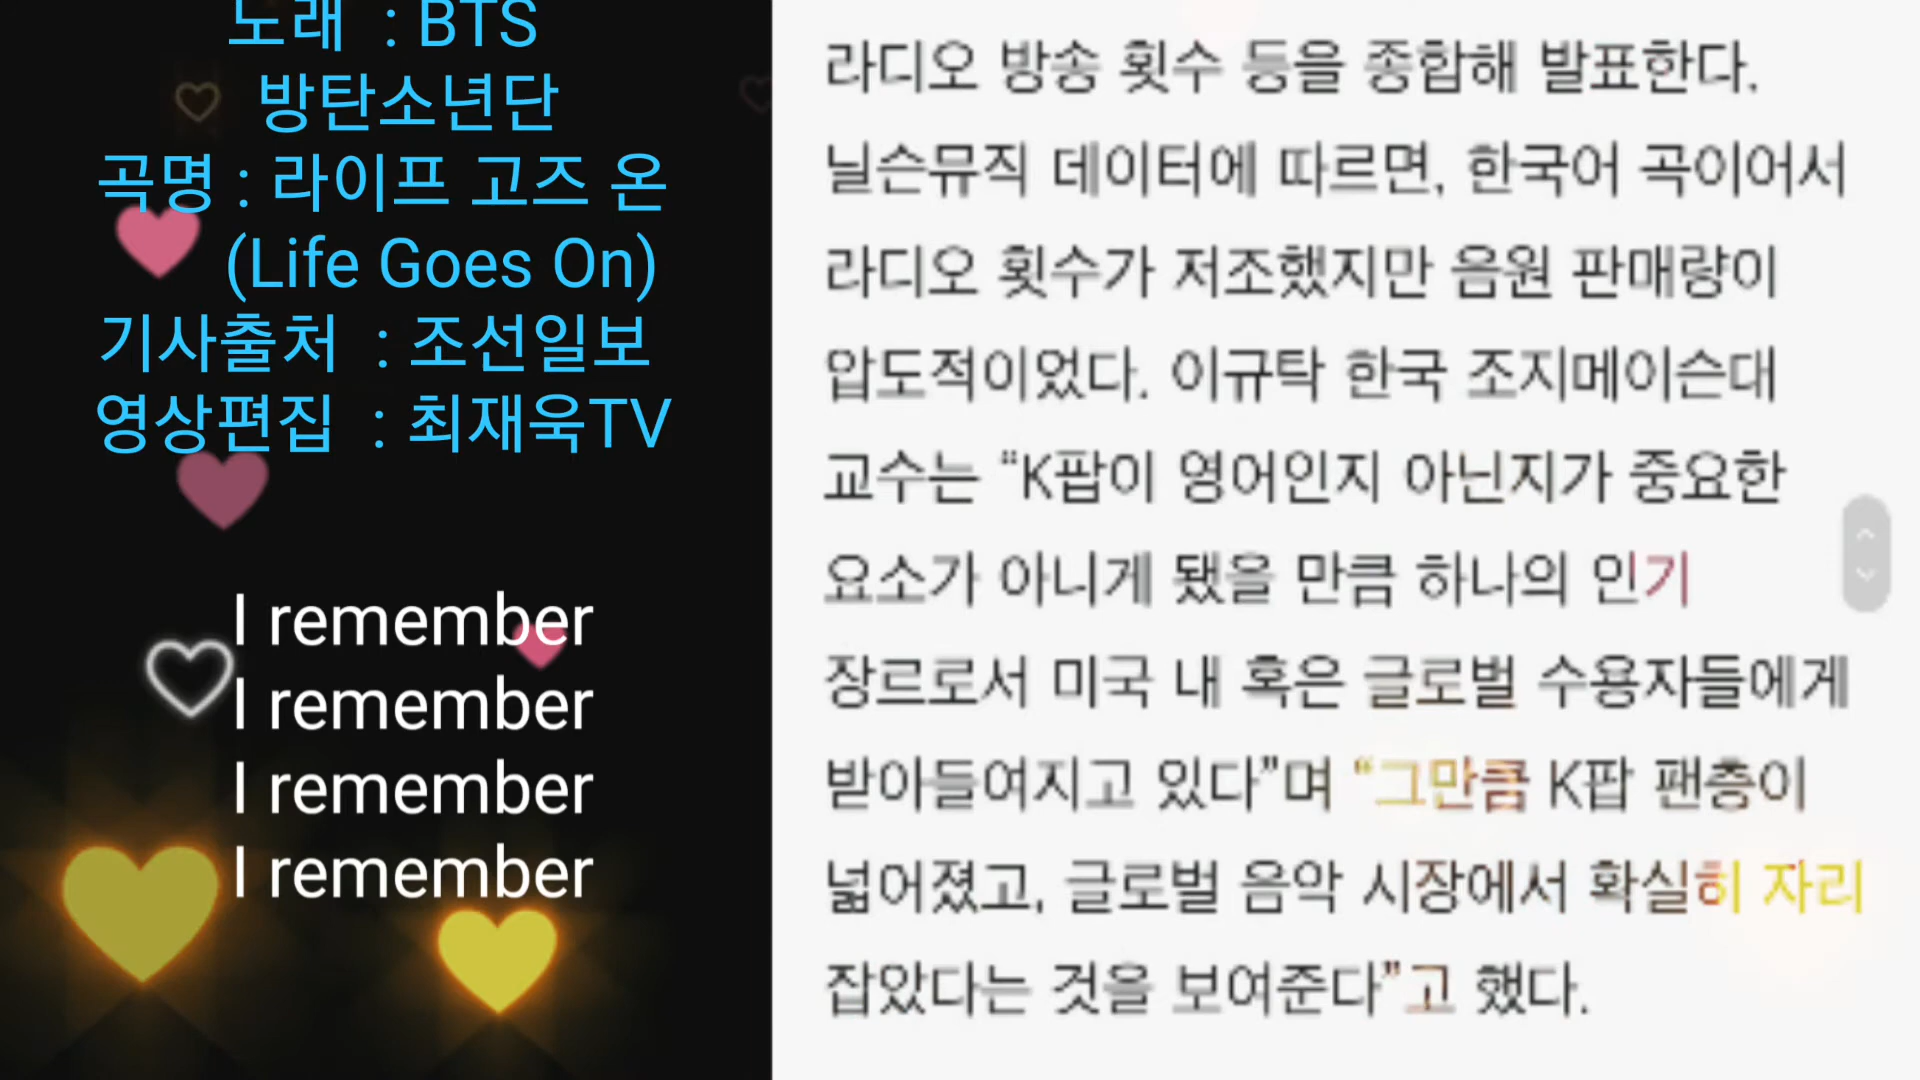 노래 : BTS
방탄소년단
곡명 : 라이프 고즈 온
(Life Goes On)
기사출처 : 조선일보
영상편집 : 최재욱TV
I remember
I remember
I remember
I remember
라디오 방송 횟수 등을 종합해 발표한다.
닐슨뮤직 데이터에 따르면, 한국어 곡이어서
라디오 횟수가 저조했지만 음원 판매량이
압도적이었다. 이규탁 한국 조지메이슨대
교수는 “K팝이 영어인지 아닌지가 중요한
요소가 아니게 됐을 만큼 하나의 인기
장르로서 미국 내 혹은 글로벌 수용자들에게
받아들여지고 있다”며 “그만큼 K팝 팬층이
넓어졌고, 글로벌 음악 시장에서 확실히 자리
잡았다는 것을 보여준다”고 했다.